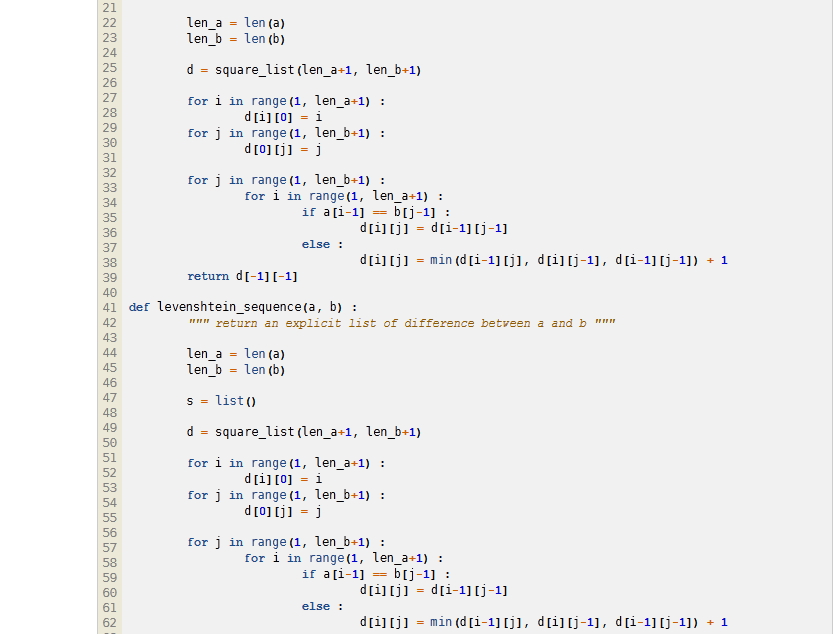 21
22 len_a = len(a)
23 len_b = len(b)
24
25 d = square_list(len_a+1, len_b+1)
26
27 for i in range(1, len_a+1) :
28 d[i][0] = i
29 for j in range(1, len_b+1) :
30 d[0][j] = j
31
32
33 for j in range(1, len_b+1) :
34 for i in range(1, len_a+1) :
35 if a[i-1] == b[j-1] :
36 d[i][j] = d[i-1][j-1]
37 else :
38 d[i][j] = min(d[i-1][j], d[i][j-1], d[i-1][j-1]) + 1
39 return d[-1][-1]
40
41 def levenshtein_sequence(a, b) :
42 """ return an explicit list of difference between a and b """
43
44 len_a = len(a)
45 len_b = len(b)
46
47 s = list()
48
49 d = square_list(len_a+1, len_b+1)
50
51 for i in range(1, len_a+1) :
52 d[i][0] = i
53 for j in range(1, len_b+1) :
54 d[0][j] = j
55
56
57 for j in range(1, len_b+1) :
58 for i in range(1, len_a+1) :
59 if a[i-1] == b[j-1] :
60 d[i][j] = d[i-1][j-1]
61 else :
62 d[i][j] = min(d[i-1][j], d[i][j-1], d[i-1][j-1]) + 1